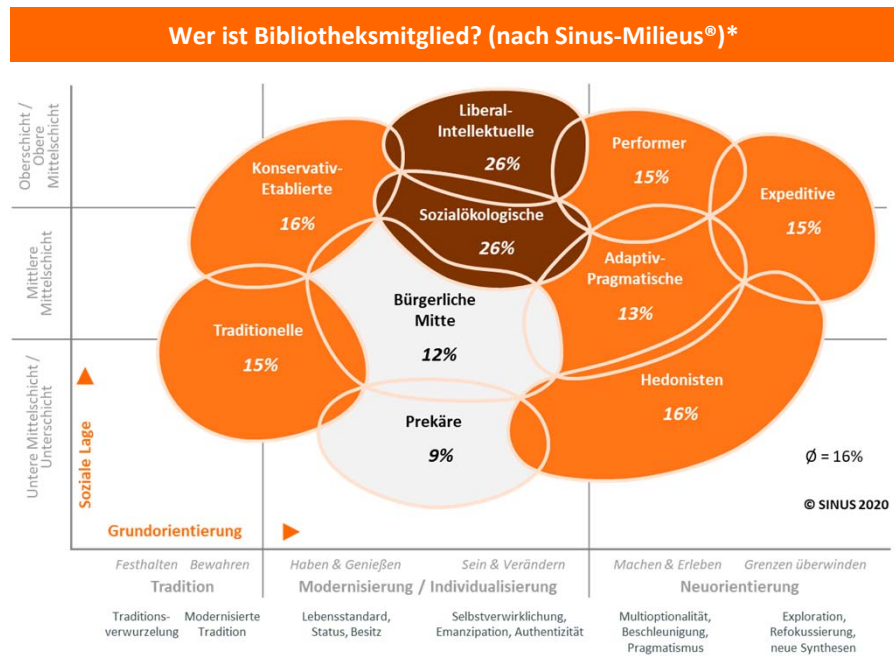 Wer ist Bibliotheksmitglied? (nach Sinus-Milieus®)*
Oberschicht /
Obere
Mittelschicht
Mittlere
Mittelschicht
Untere Mittelschicht /
Unterschicht
Soziale Lage
Liberal-
Intellektuelle
26%
Performer
15%
Konservativ-
Etablierte
16%
Expeditive
15%
Sozialökologische
26%
Adaptiv-
Pragmatische
13%
Bürgerliche
Mitte
12%
Traditionelle
15%
Hedonisten
16%
Prekäre
9%
Ø = 16%
© SINUS 2020
Grundorientierung
Festhalten Bewahren Haben & Genießen Sein & Verändern Machen & Erleben Grenzen überwinden
Tradition Modernisierung / Individualisierung Neuorientierung
Traditions-
verwurzelung
Modernisierte
Tradition
Lebensstandard,
Status, Besitz
Selbstverwirklichung,
Emanzipation, Authentizität
Multioptionalität,
Beschleunigung,
Pragmatismus
Exploration,
Refokussierung,
neue Synthesen